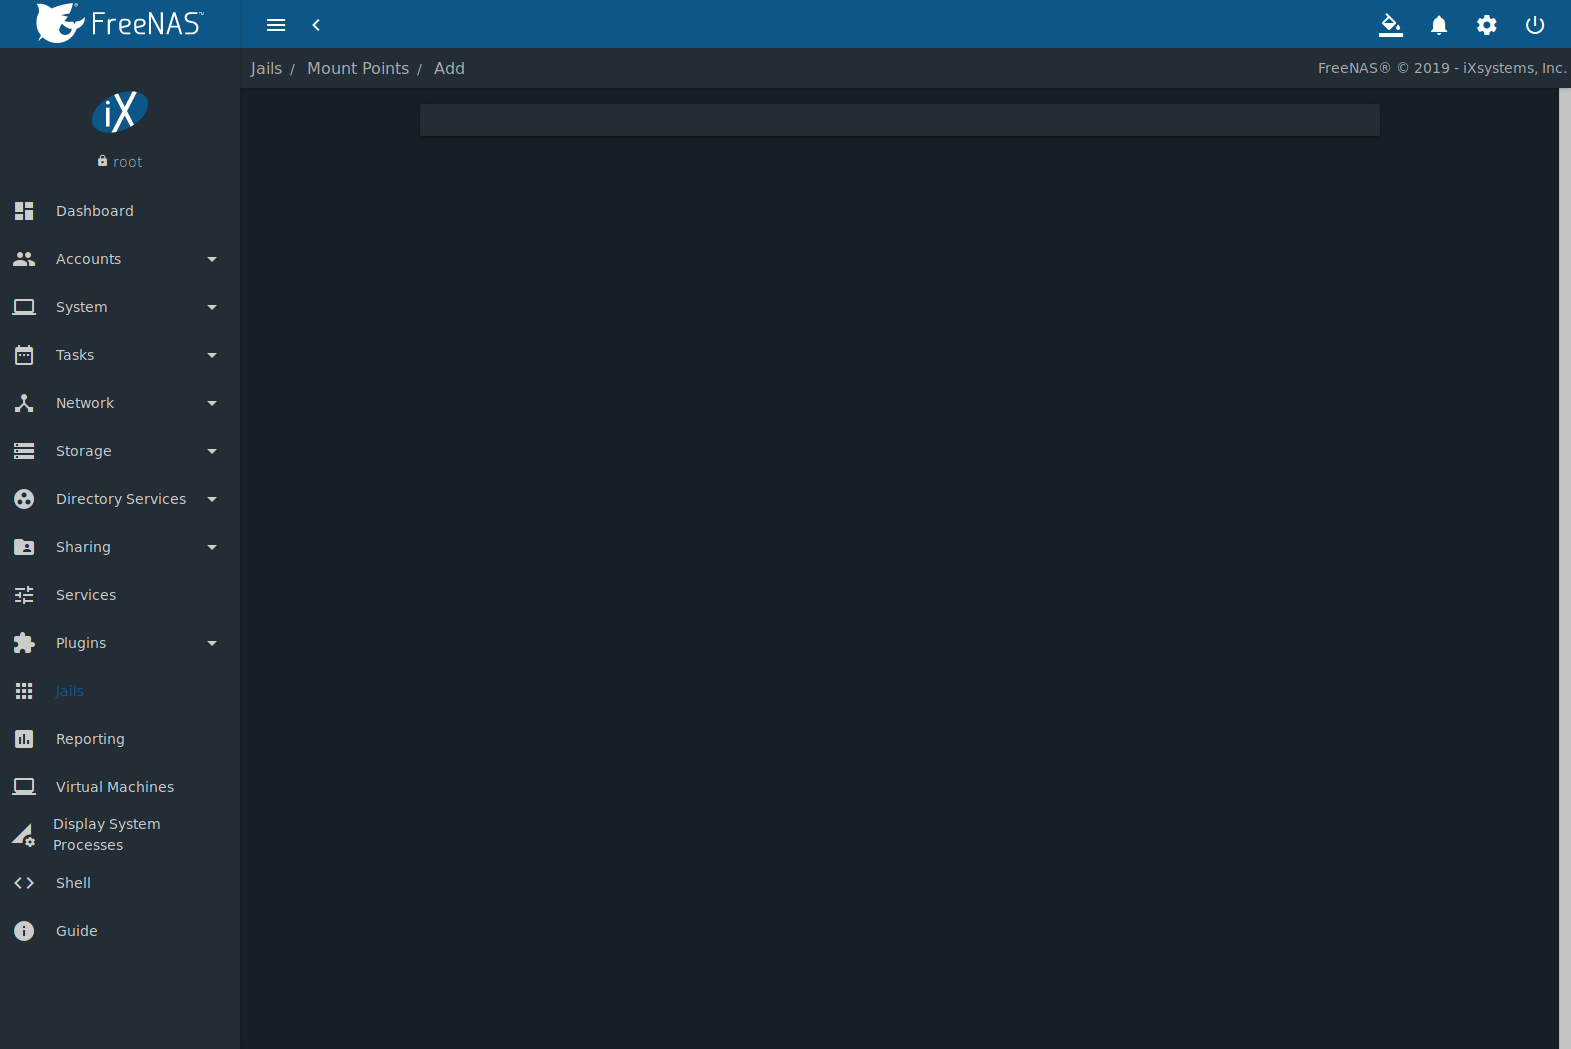 FreeNAS™
Jails / Mount Points / Add
FreeNAS® © 2019 - iXsystems, Inc.
iX
root
Dashboard
Accounts
System
Tasks
Network
Storage
Directory Services
Sharing
Services
Plugins
Jails
Reporting
Virtual Machines
Display System
Processes
Shell
Guide